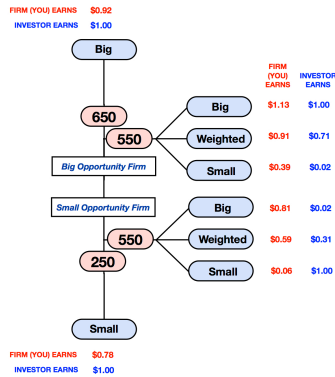 FIRM (YOU) EARNS $0.92
INVESTOR EARNS $1.00
Big
FIRM
(YOU) INVESTOR
EARNS EARNS
650
550
Big $1.13 $1.00
Weighted $0.91 $0.71
Small $0.39 $0.02
Big Opportunity Firm
Small Opportunity Firm
Big $0.81 $0.02
550
Weighted $0.59 $0.31
250
Small $0.06 $1.00
Small
FIRM (YOU) EARNS $0.78
INVESTOR EARNS $1.00